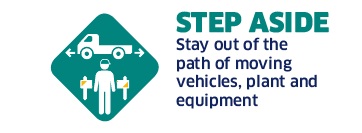 STEP ASIDE
Stay out of the
path of moving
vehicles, plant and
equipment